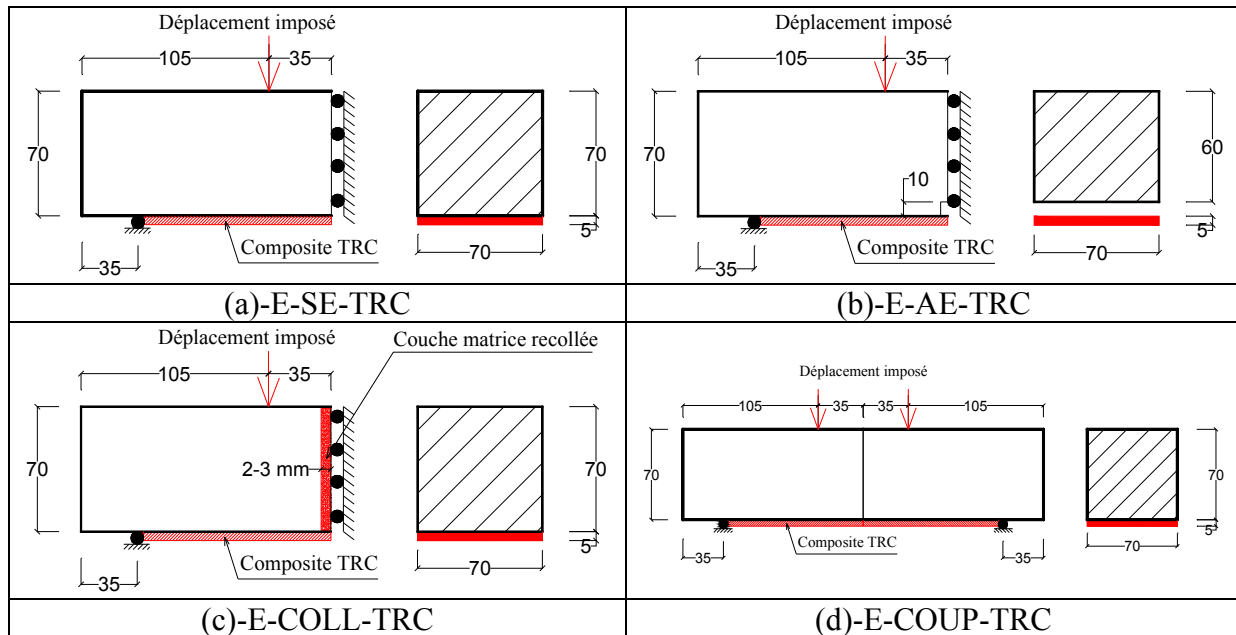 Déplacement imposé
105
35
70
70
5
Composite TRC
35
70
(a)-E-SE-TRC
Déplacement imposé
105
35
70
10
60
5
Composite TRC
35
70
(b)-E-AE-TRC
Déplacement imposé
Couche matrice recollée
105
35
70
2-3 mm
70
5
Composite TRC
35
70
(c)-E-COLL-TRC
Déplacement imposé
105
35
35
105
70
70
5
Composite TRC
35
35
70
(d)-E-COUP-TRC